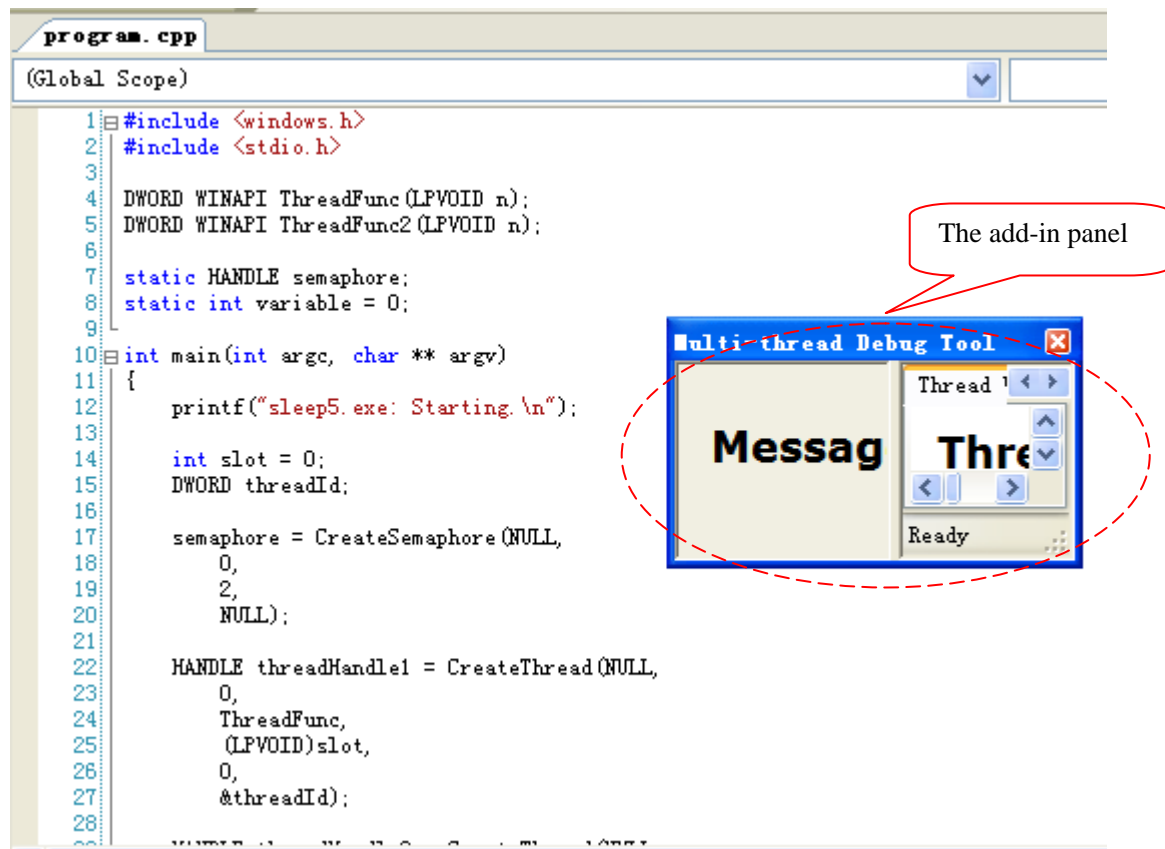 program.cpp
(Global Scope)
1 #include <windows.h>
2 #include <stdio.h>
3
4 DWORD WINAPI ThreadFunc(LPVOID n);
5 DWORD WINAPI ThreadFunc2(LPVOID n);
6
7 static HANDLE semaphore;
8 static int variable = 0;
9
10 int main(int argc, char ** argv)
11 {
12 printf("sleep5.exe: Starting.\n");
13
14 int slot = 0;
15 DWORD threadId;
16
17 semaphore = CreateSemaphore(NULL,
18 0,
19 2,
20 NULL);
21
22 HANDLE threadHandle1 = CreateThread(NULL,
23 0,
24 ThreadFunc,
25 (LPVOID)slot,
26 0,
27 &threadId);
28
The add-in panel
Multi-thread Debug Tool
Thread
Messag
Thre
Ready